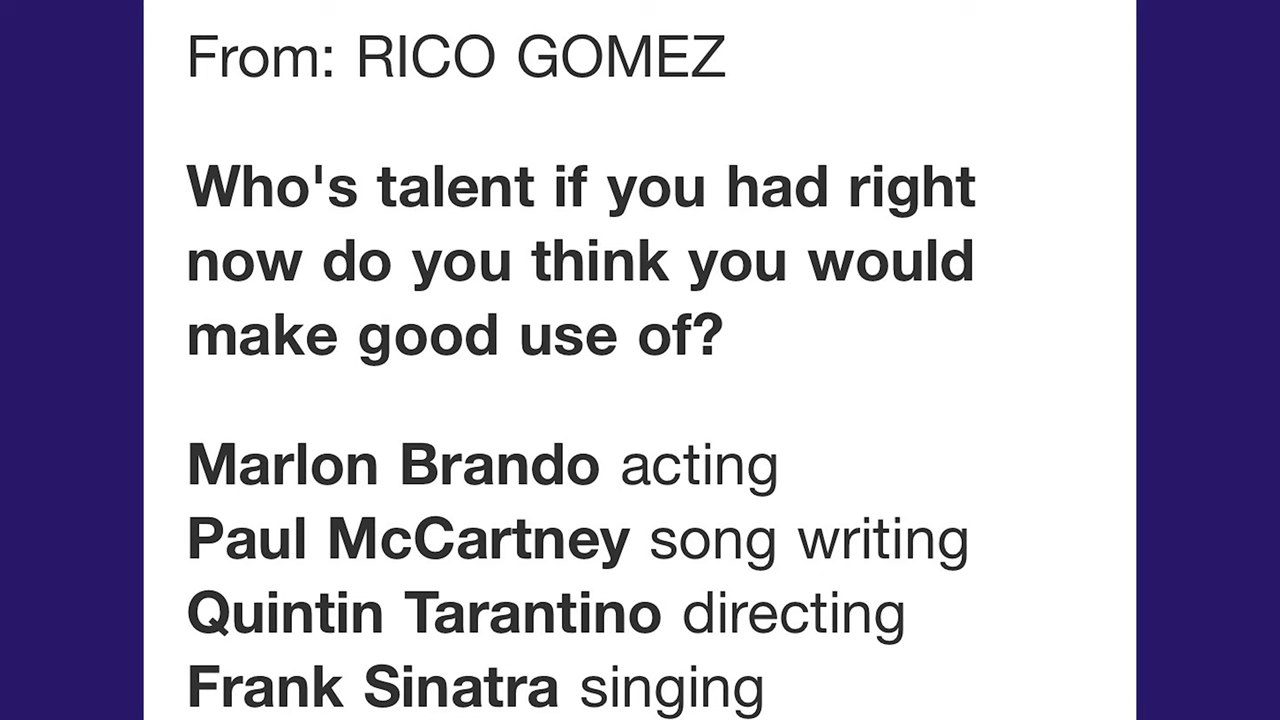 From: RICO GOMEZ
Who's talent if you had right
now do you think you would
make good use of?
Marlon Brando acting
Paul McCartney song writing
Quintin Tarantino directing
Frank Sinatra singing